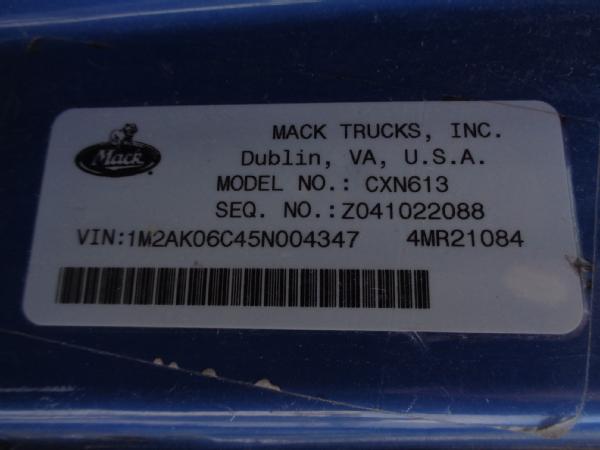 Mack
MACK TRUCKS, INC.
Dublin, VA, U.S.A.
MODEL NO.: CXN613
SEQ. NO.:Z041022088
VIN:1M2AK06C45N004347 4MR21084